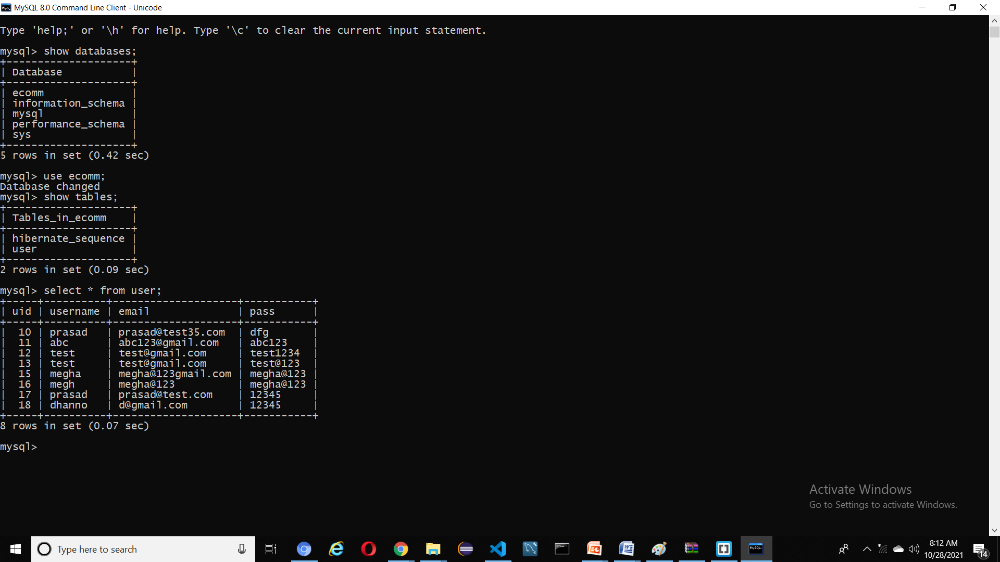 MySQL 8.0 Command Line Client - Unicode
Type 'help;' or '\h' for help. Type '\c' to clear the current input statement.
mysql> show databases;
+--------------------+
| Database           |
+--------------------+
| ecomm              |
| information_schema |
| mysql              |
| performance_schema |
| sys                |
+--------------------+
5 rows in set (0.42 sec)
mysql> use ecomm;
Database changed
mysql> show tables;
+--------------------+
| Tables_in_ecomm    |
+--------------------+
| hibernate_sequence |
| user               |
+--------------------+
2 rows in set (0.09 sec)
mysql> select * from user;
+-----+----------+--------------------+-----------+
| uid | username | email              | pass      |
+-----+----------+--------------------+-----------+
|  10 | prasad   | prasad@test35.com  | dfg       |
|  11 | abc      | abc123@gmail.com   | abc123    |
|  12 | test     | test@gmail.com     | test1234  |
|  13 | test     | test@gmail.com     | test@123  |
|  15 | megha    | megha@123gmail.com | megha@123 |
|  16 | megh     | megha@123          | megha@123 |
|  17 | prasad   | prasad@test.com    | 12345     |
|  18 | dhanno   | d@gmail.com        | 12345     |
+-----+----------+--------------------+-----------+
8 rows in set (0.07 sec)
mysql>
Activate Windows
Go to Settings to activate Windows.
Type here to search
8:12 AM
10/28/2021
14